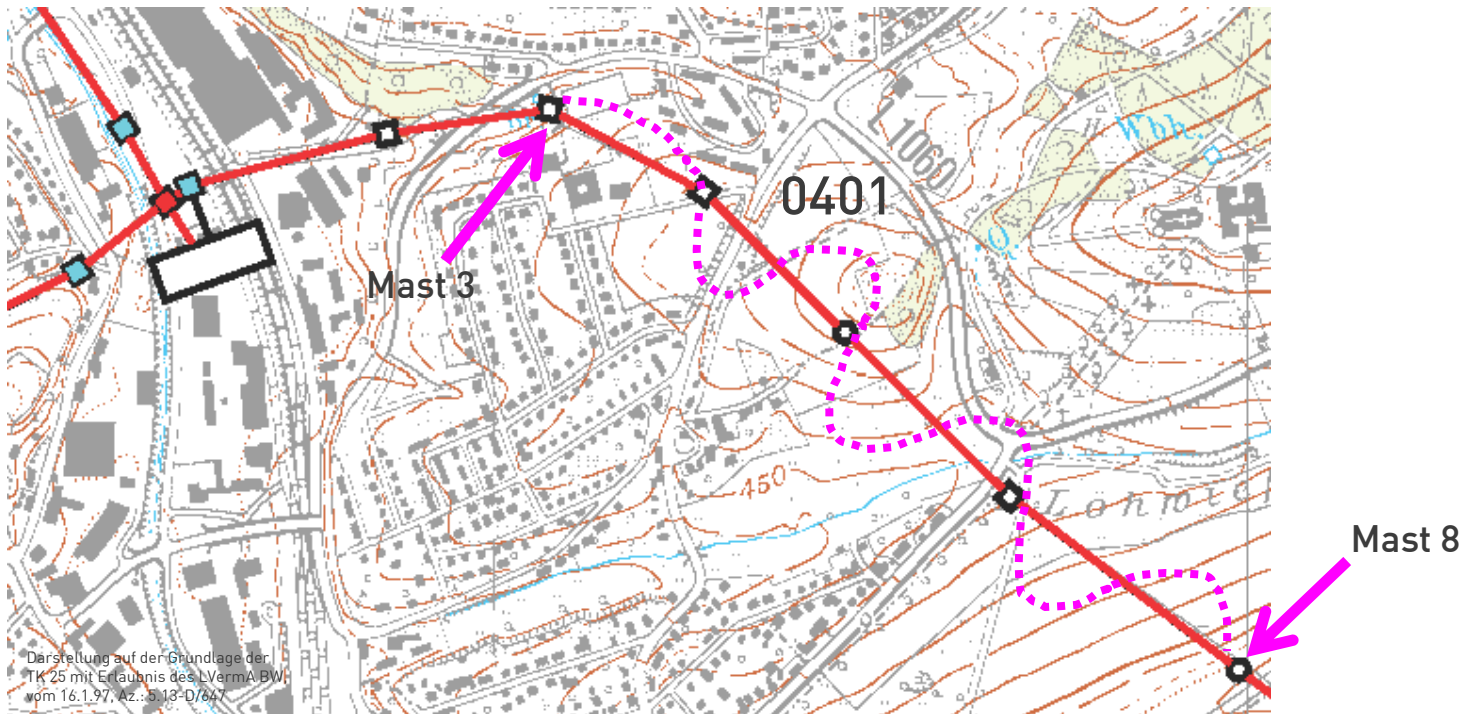 Wbh.
L 1060
0401
Q
Mast 3
450
Mast 8
Darstellung auf der Grundlage der
TK 25 mit Erlaubnis des LVermA BW
vom 16.1.97, Az.: 5.13-D/647